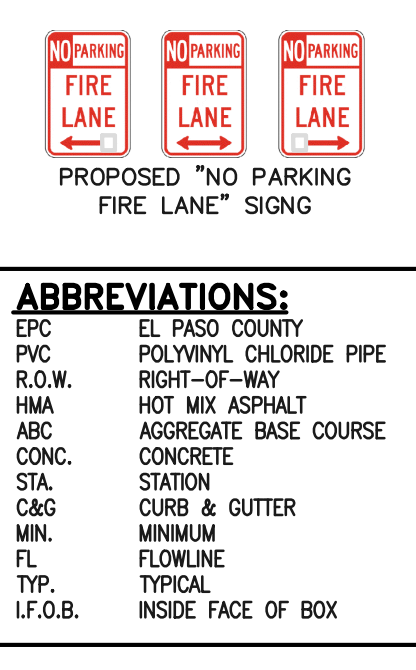 NO PARKING NO PARKING NO PARKING
FIRE FIRE FIRE
LANE LANE LANE
PROPOSED "NO PARKING
FIRE LANE" SIGNG
ABBREVIATIONS:
EPC EL PASO COUNTY
PVC POLYVINYL CHLORIDE PIPE
R.O.W. RIGHT-OF-WAY
HMA HOT MIX ASPHALT
ABC AGGREGATE BASE COURSE
CONC. CONCRETE
STA. STATION
C&G CURB & GUTTER
MIN. MINIMUM
FL FLOWLINE
TYP. TYPICAL
I.F.O.B. INSIDE FACE OF BOX